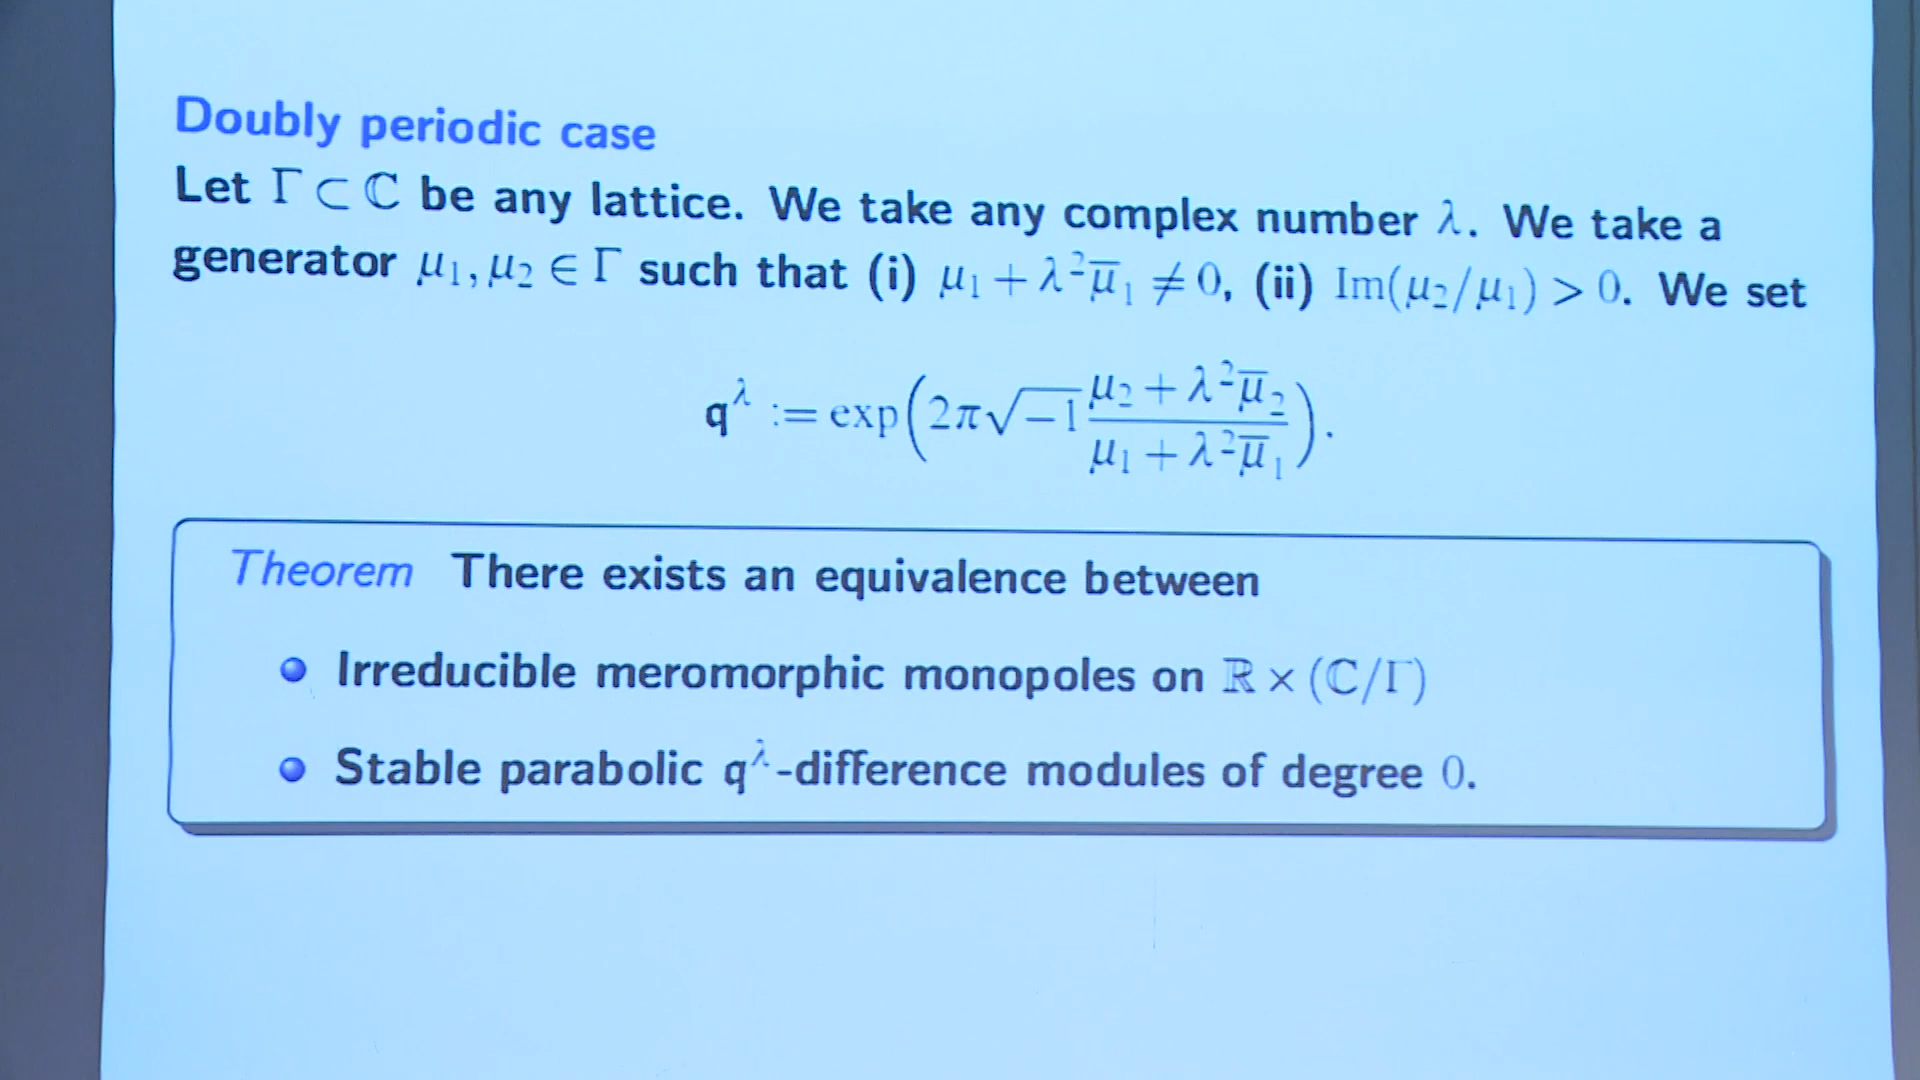 Doubly periodic case
Let Γ ⊂ ℂ be any lattice. We take any complex number λ. We take a
generator μ₁, μ₂ ∈ Γ such that (i) μ₁ + λ²μ̅₁ ≠ 0, (ii) Im(μ₂/μ₁) > 0. We set
q^λ := exp(2π√−1 (μ₂ + λ²μ̅₂)/(μ₁ + λ²μ̅₁)).
Theorem There exists an equivalence between
Irreducible meromorphic monopoles on ℝ × (ℂ/Γ)
Stable parabolic q^λ-difference modules of degree 0.